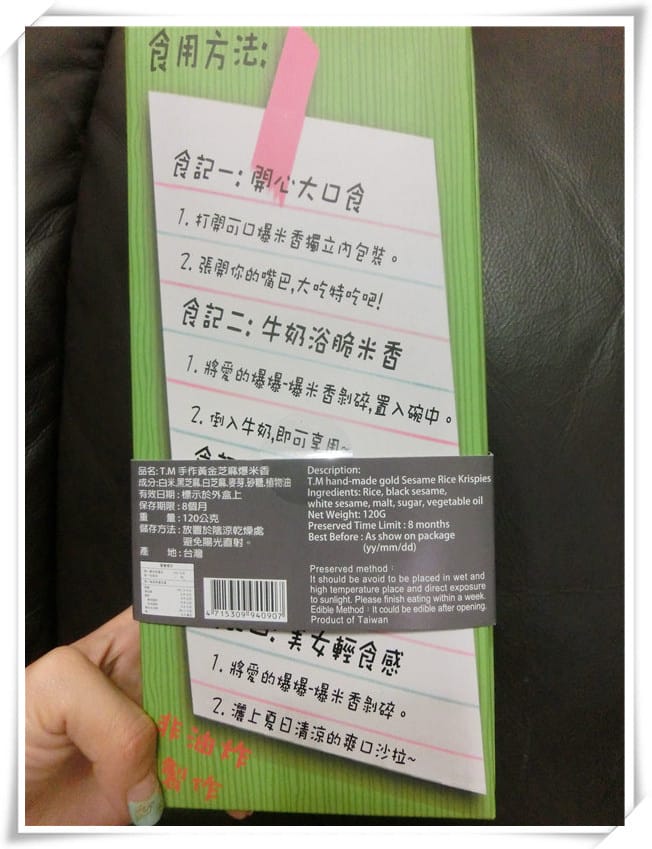 食用方法:
食記一: 開心大口食
1. 打開可口爆米香獨立內包裝。
2. 張開你的嘴巴,大吃特吃吧!
食記二: 牛奶浴脆米香
1. 將愛的爆爆-爆米香剝碎,置入碗中。
2. 倒入牛奶,即可享用~
品名: T.M 手作黃金芝麻爆米香
成分:白米,黑芝麻,白芝麻,麥芽,砂糖,植物油
有效日期: 標示於外盒上
保存期限: 8個月
重 量: 120公克
儲存方法: 放置於陰涼乾燥處
避免陽光直射。
產 地: 台灣
4 715309 940907
Description:
T.M hand-made gold Sesame Rice Krispies
Ingredients: Rice, black sesame,
white sesame, malt, sugar, vegetable oil
Net Weight: 120G
Preserved Time Limit : 8 months
Best Before : As show on package
(yy/mm/dd)
Preserved method :
It should be avoid to be placed in wet and
high temperature place and direct exposure
to sunlight. Please finish eating within a week.
Edible Method : It could be edible after opening.
Product of Taiwan
美女輕食感
1. 將愛的爆爆-爆米香剝碎。
2. 灑上夏日清涼的爽口沙拉~
非油炸
製作